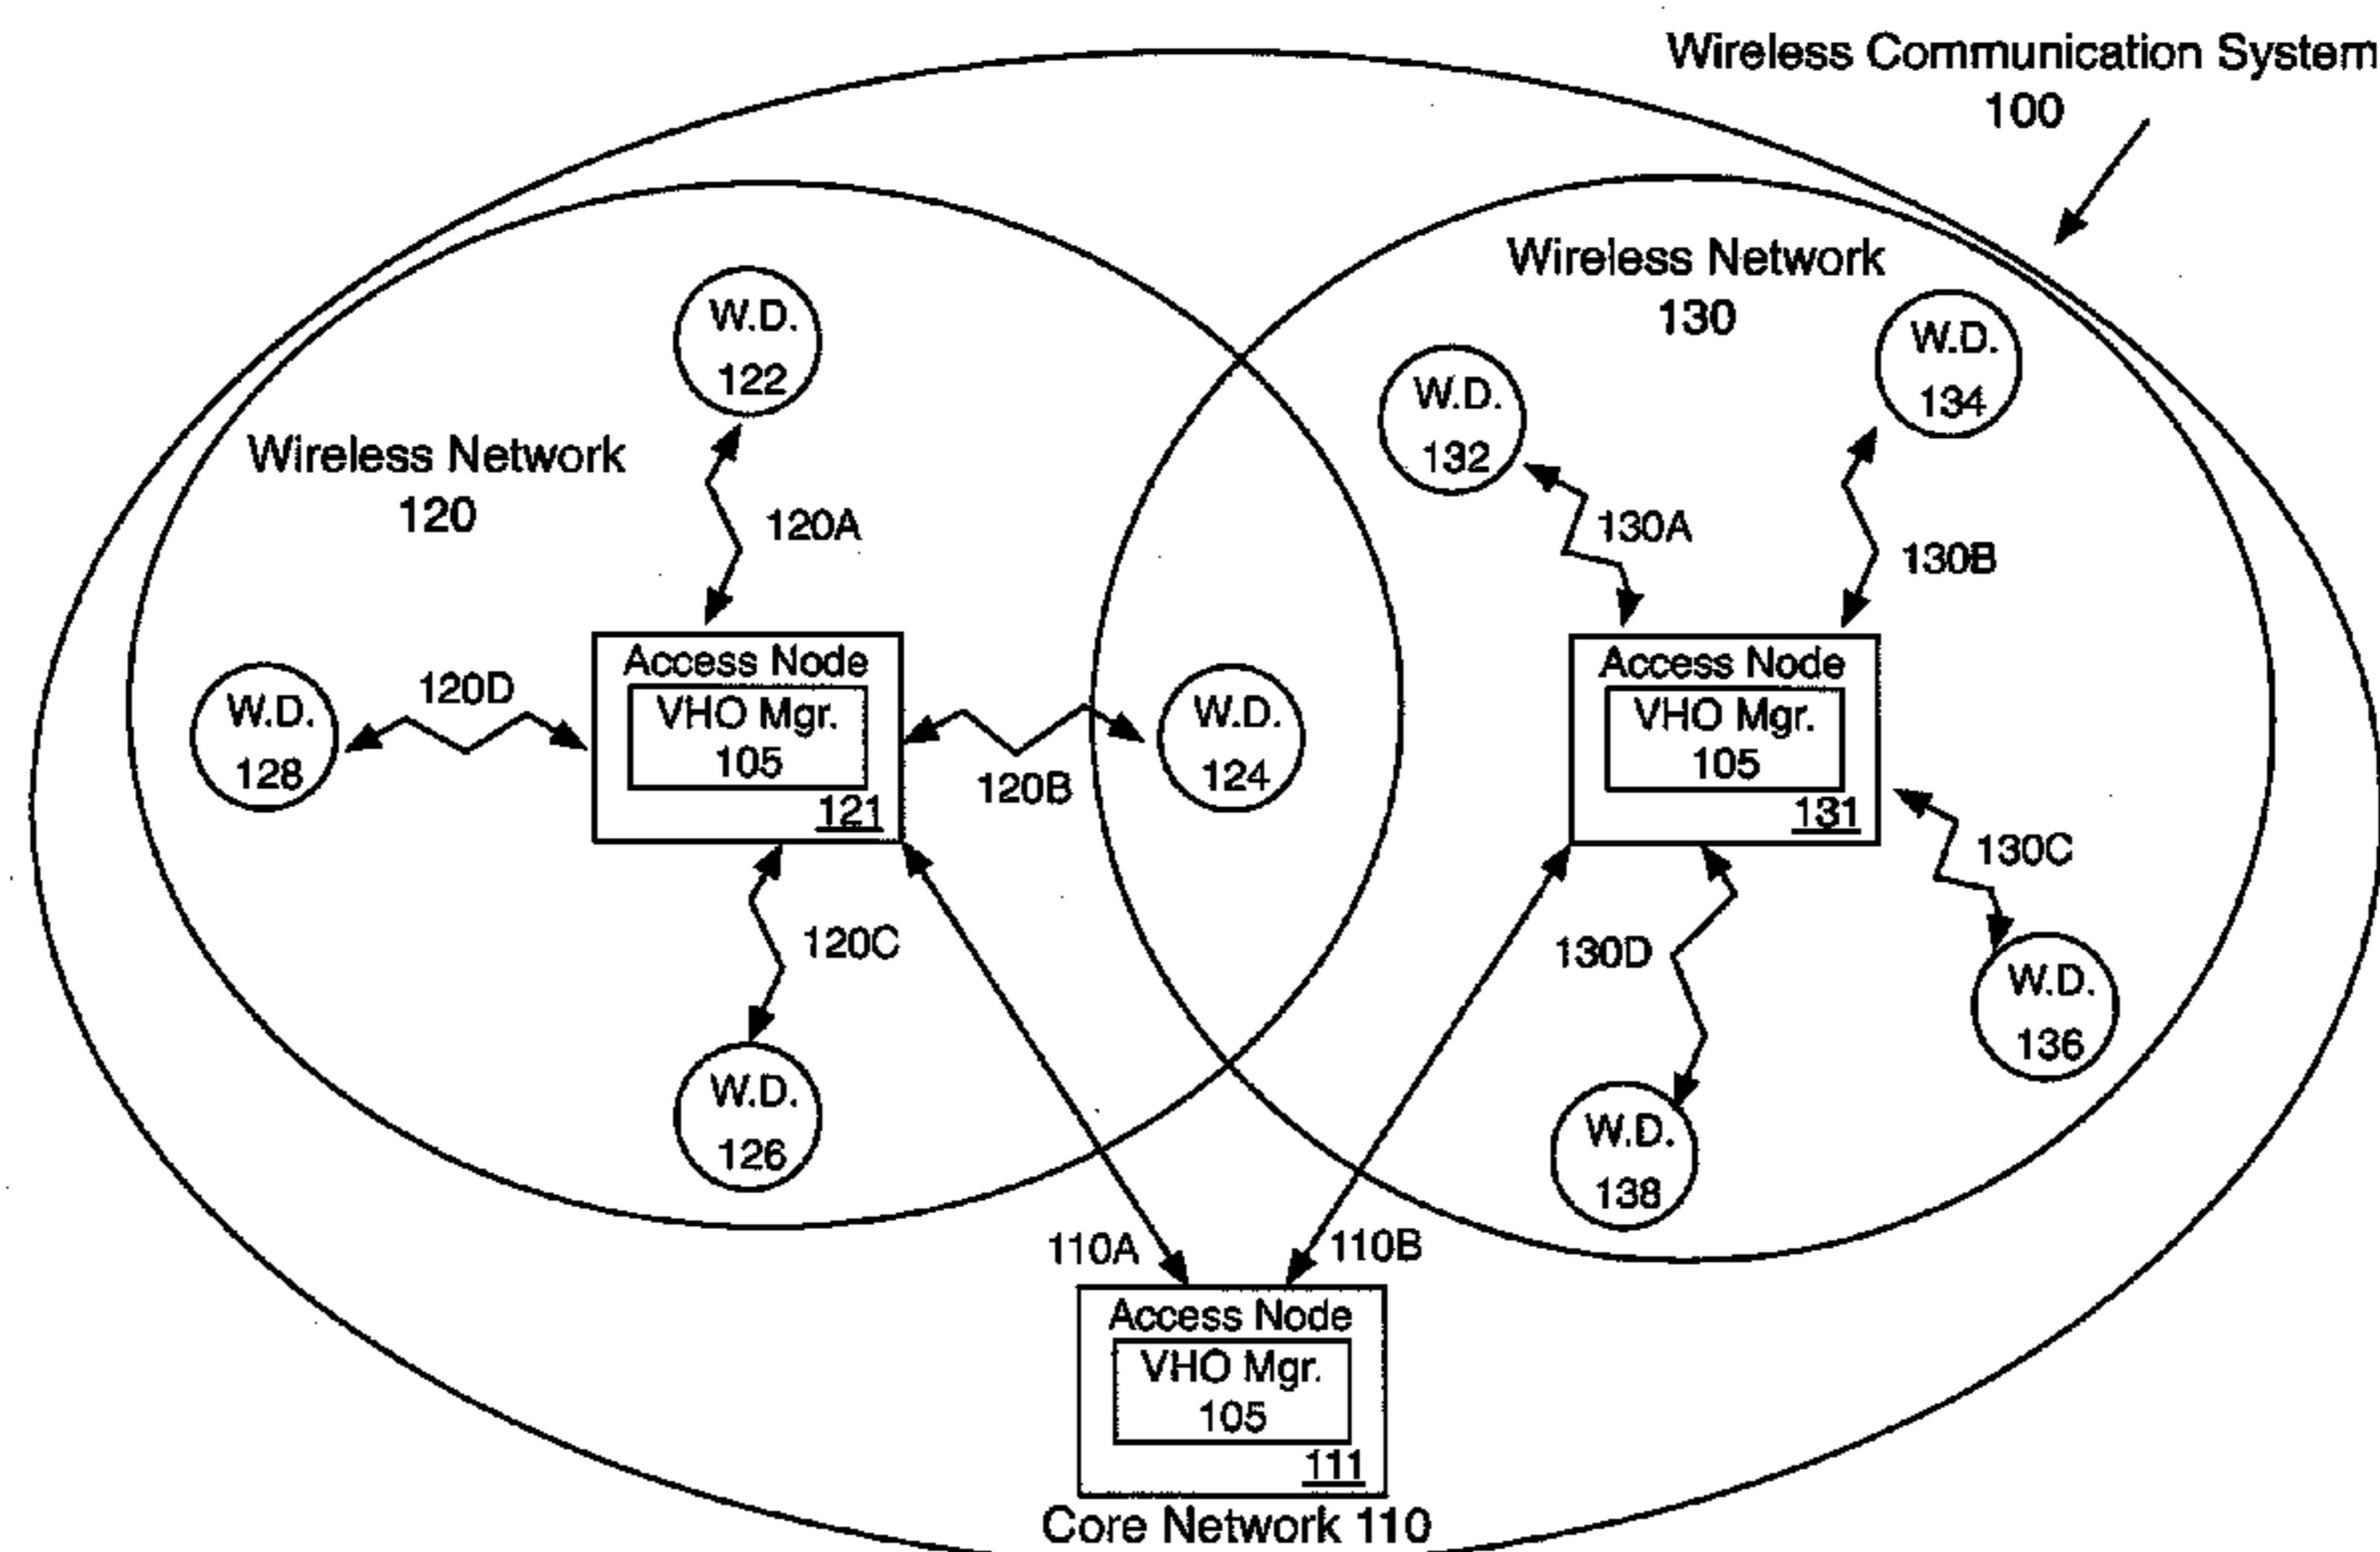 Wireless Communication System
100
Wireless Network
130
W.D.
122
W.D.
134
W.D.
132
Wireless Network
120
120A
130A
130B
Access Node
VHO Mgr.
105
121
Access Node
VHO Mgr.
105
131
120D
W.D.
128
W.D.
124
120B
130C
120C
130D
W.D.
136
W.D.
126
W.D.
138
110A
110B
Access Node
VHO Mgr.
105
111
Core Network 110